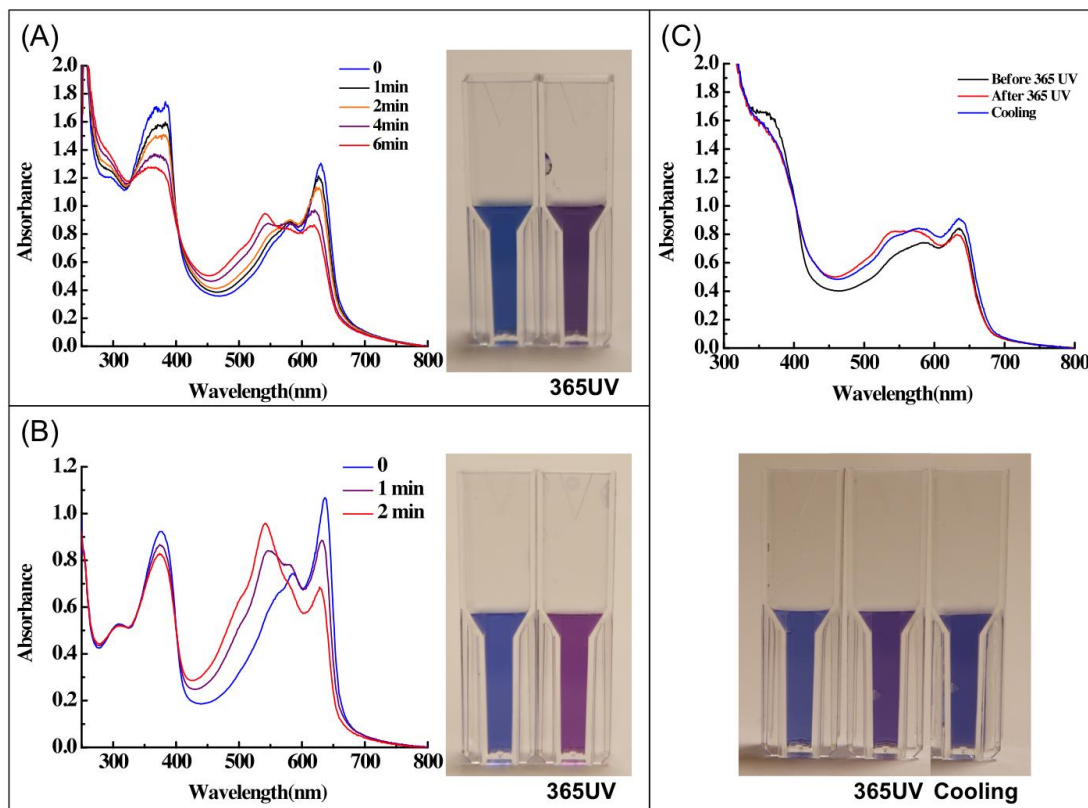 (A)
2.0
1.8
1.6
1.4
1.2
1.0
0.8
0.6
0.4
0.2
0.0
Absorbance
300 400 500 600 700 800
Wavelength(nm)
0
1min
2min
4min
6min
365UV
(B)
1.2
1.0
0.8
0.6
0.4
0.2
0.0
Absorbance
300 400 500 600 700 800
Wavelength(nm)
0
1 min
2 min
365UV
(C)
2.0
1.8
1.6
1.4
1.2
1.0
0.8
0.6
0.4
0.2
0.0
Absorbance
300 400 500 600 700 800
Wavelength(nm)
Before 365 UV
After 365 UV
Cooling
365UV Cooling